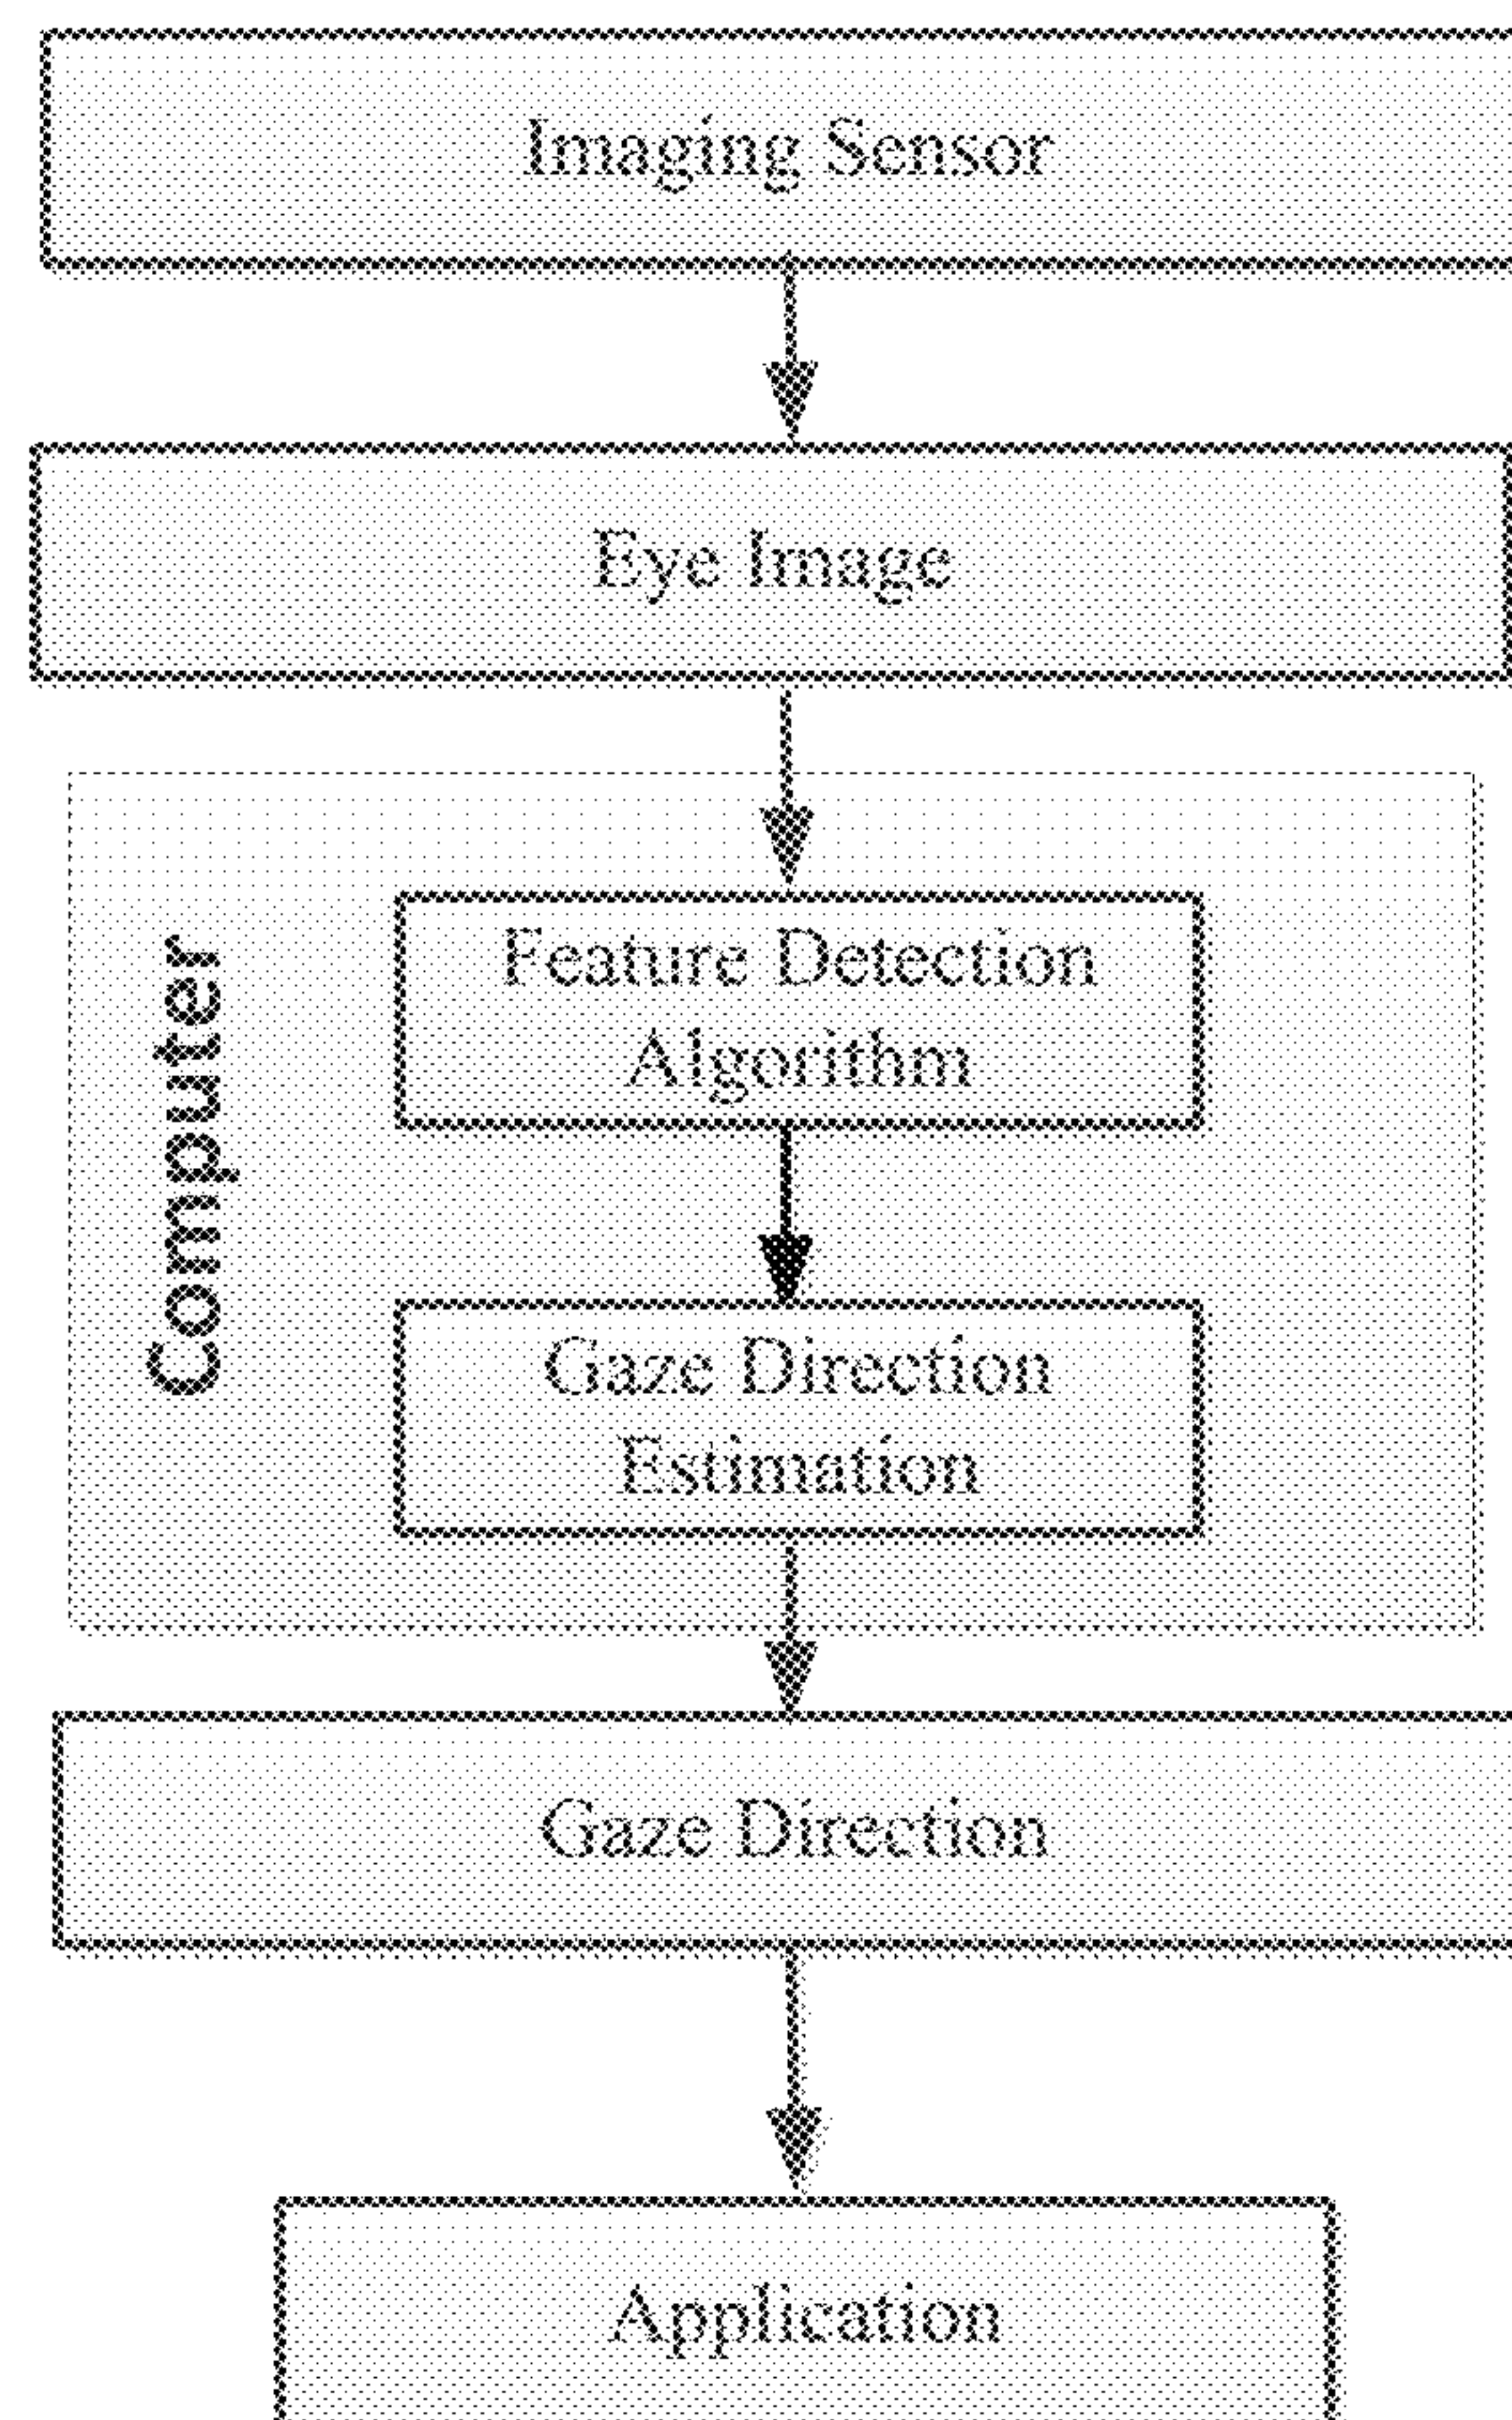 Imaging Sensor
Eye Image
Computer
Feature Detection
Algorithm
Gaze Direction
Estimation
Gaze Direction
Application